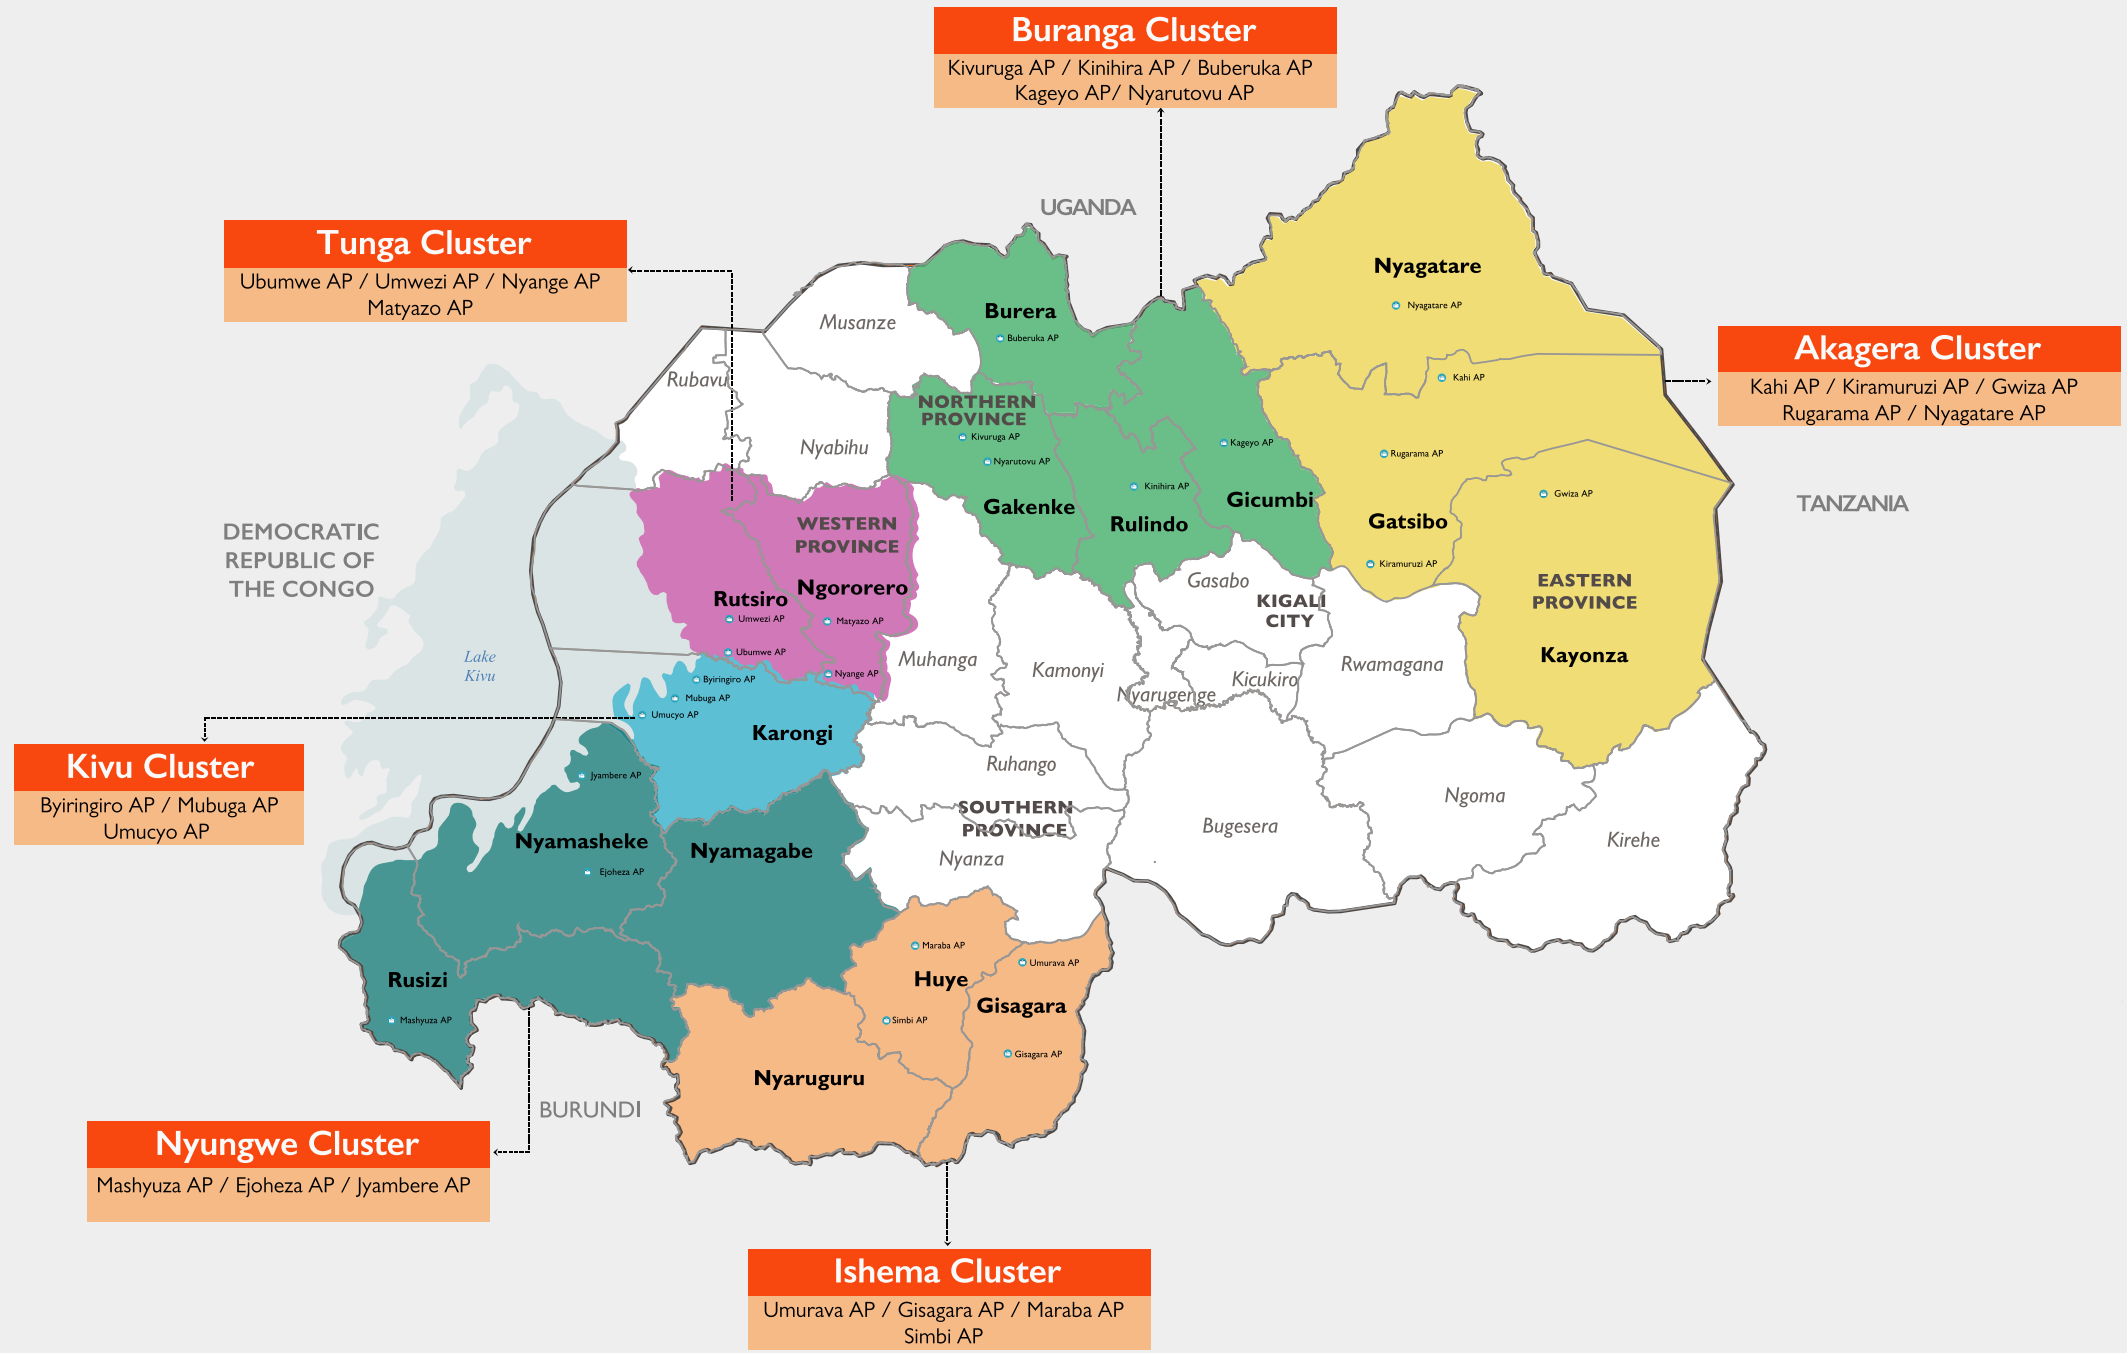 Buranga Cluster
Kivuruga AP / Kinihira AP / Buberuka AP
Kageyo AP/ Nyarutovu AP
UGANDA
Tunga Cluster
Ubumwe AP / Umwezi AP / Nyange AP
Matyazo AP
Akagera Cluster
Kahi AP / Kiramuruzi AP / Gwiza AP
Rugarama AP / Nyagatare AP
TANZANIA
DEMOCRATIC
REPUBLIC OF
THE CONGO
Lake
Kivu
Kivu Cluster
Byiringiro AP / Mubuga AP
Umucyo AP
Nyungwe Cluster
Mashyuza AP / Ejoheza AP / Jyambere AP
BURUNDI
Ishema Cluster
Umurava AP / Gisagara AP / Maraba AP
Simbi AP
Nyagatare
Nyagatare AP
Burera
Buberuka AP
Musanze
Rubavu
Nyabihu
NORTHERN
PROVINCE
Kivuruga AP
Nyarutovu AP
Gakenke
Kinihira AP
Rulindo
Kageyo AP
Gicumbi
Kahi AP
Rugarama AP
Gatsibo
Kiramuruzi AP
Gwiza AP
EASTERN
PROVINCE
Kayonza
WESTERN
PROVINCE
Ngororero
Matyazo AP
Nyange AP
Rutsiro
Umwezi AP
Ubumwe AP
Byiringiro AP
Mubuga AP
Umucyo AP
Karongi
Gasabo
KIGALI
CITY
Muhanga
Kamonyi
Nyarugenge
Kicukiro
Rwamagana
Ruhango
SOUTHERN
PROVINCE
Nyanza
Bugesera
Ngoma
Kirehe
Jyambere AP
Nyamasheke
Ejoheza AP
Nyamagabe
Rusizi
Mashyuza AP
Maraba AP
Huye
Simbi AP
Umurava AP
Gisagara
Gisagara AP
Nyaruguru